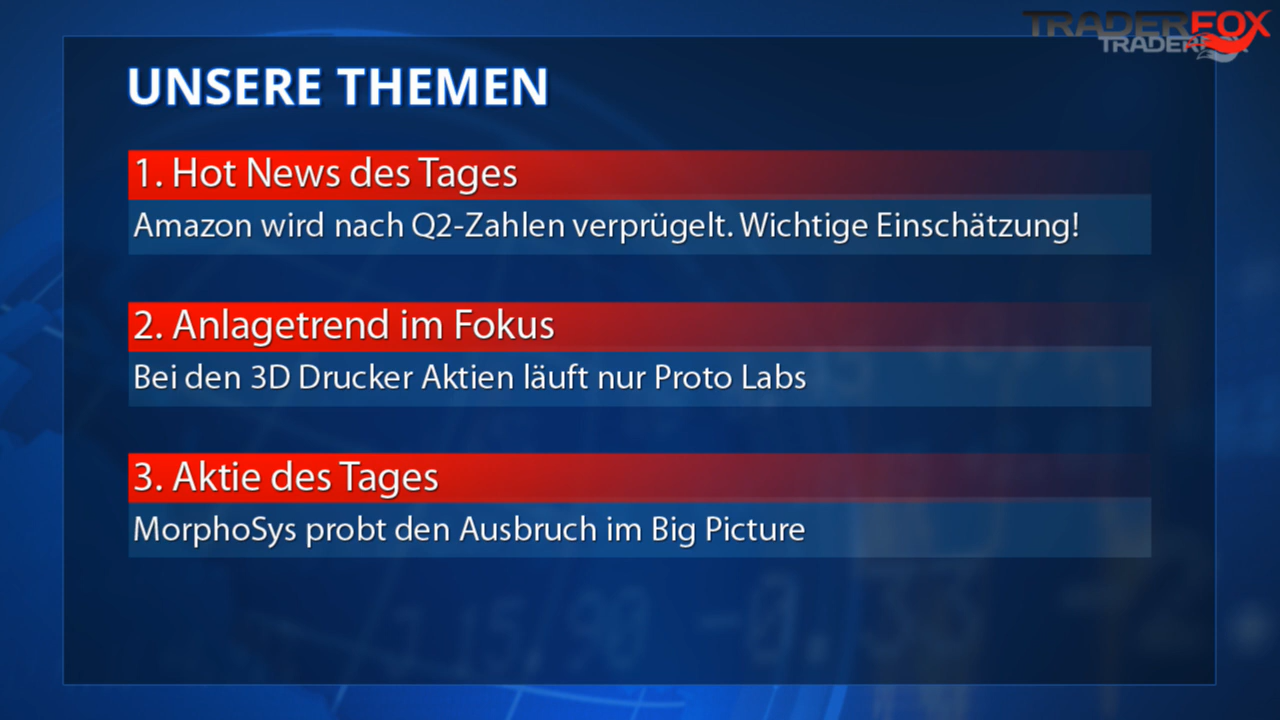 TRADERFOX
TRADERFOX
UNSERE THEMEN
1. Hot News des Tages
Amazon wird nach Q2-Zahlen verprügelt. Wichtige Einschätzung!
2. Anlagetrend im Fokus
Bei den 3D Drucker Aktien läuft nur Proto Labs
3. Aktie des Tages
MorphoSys probt den Ausbruch im Big Picture